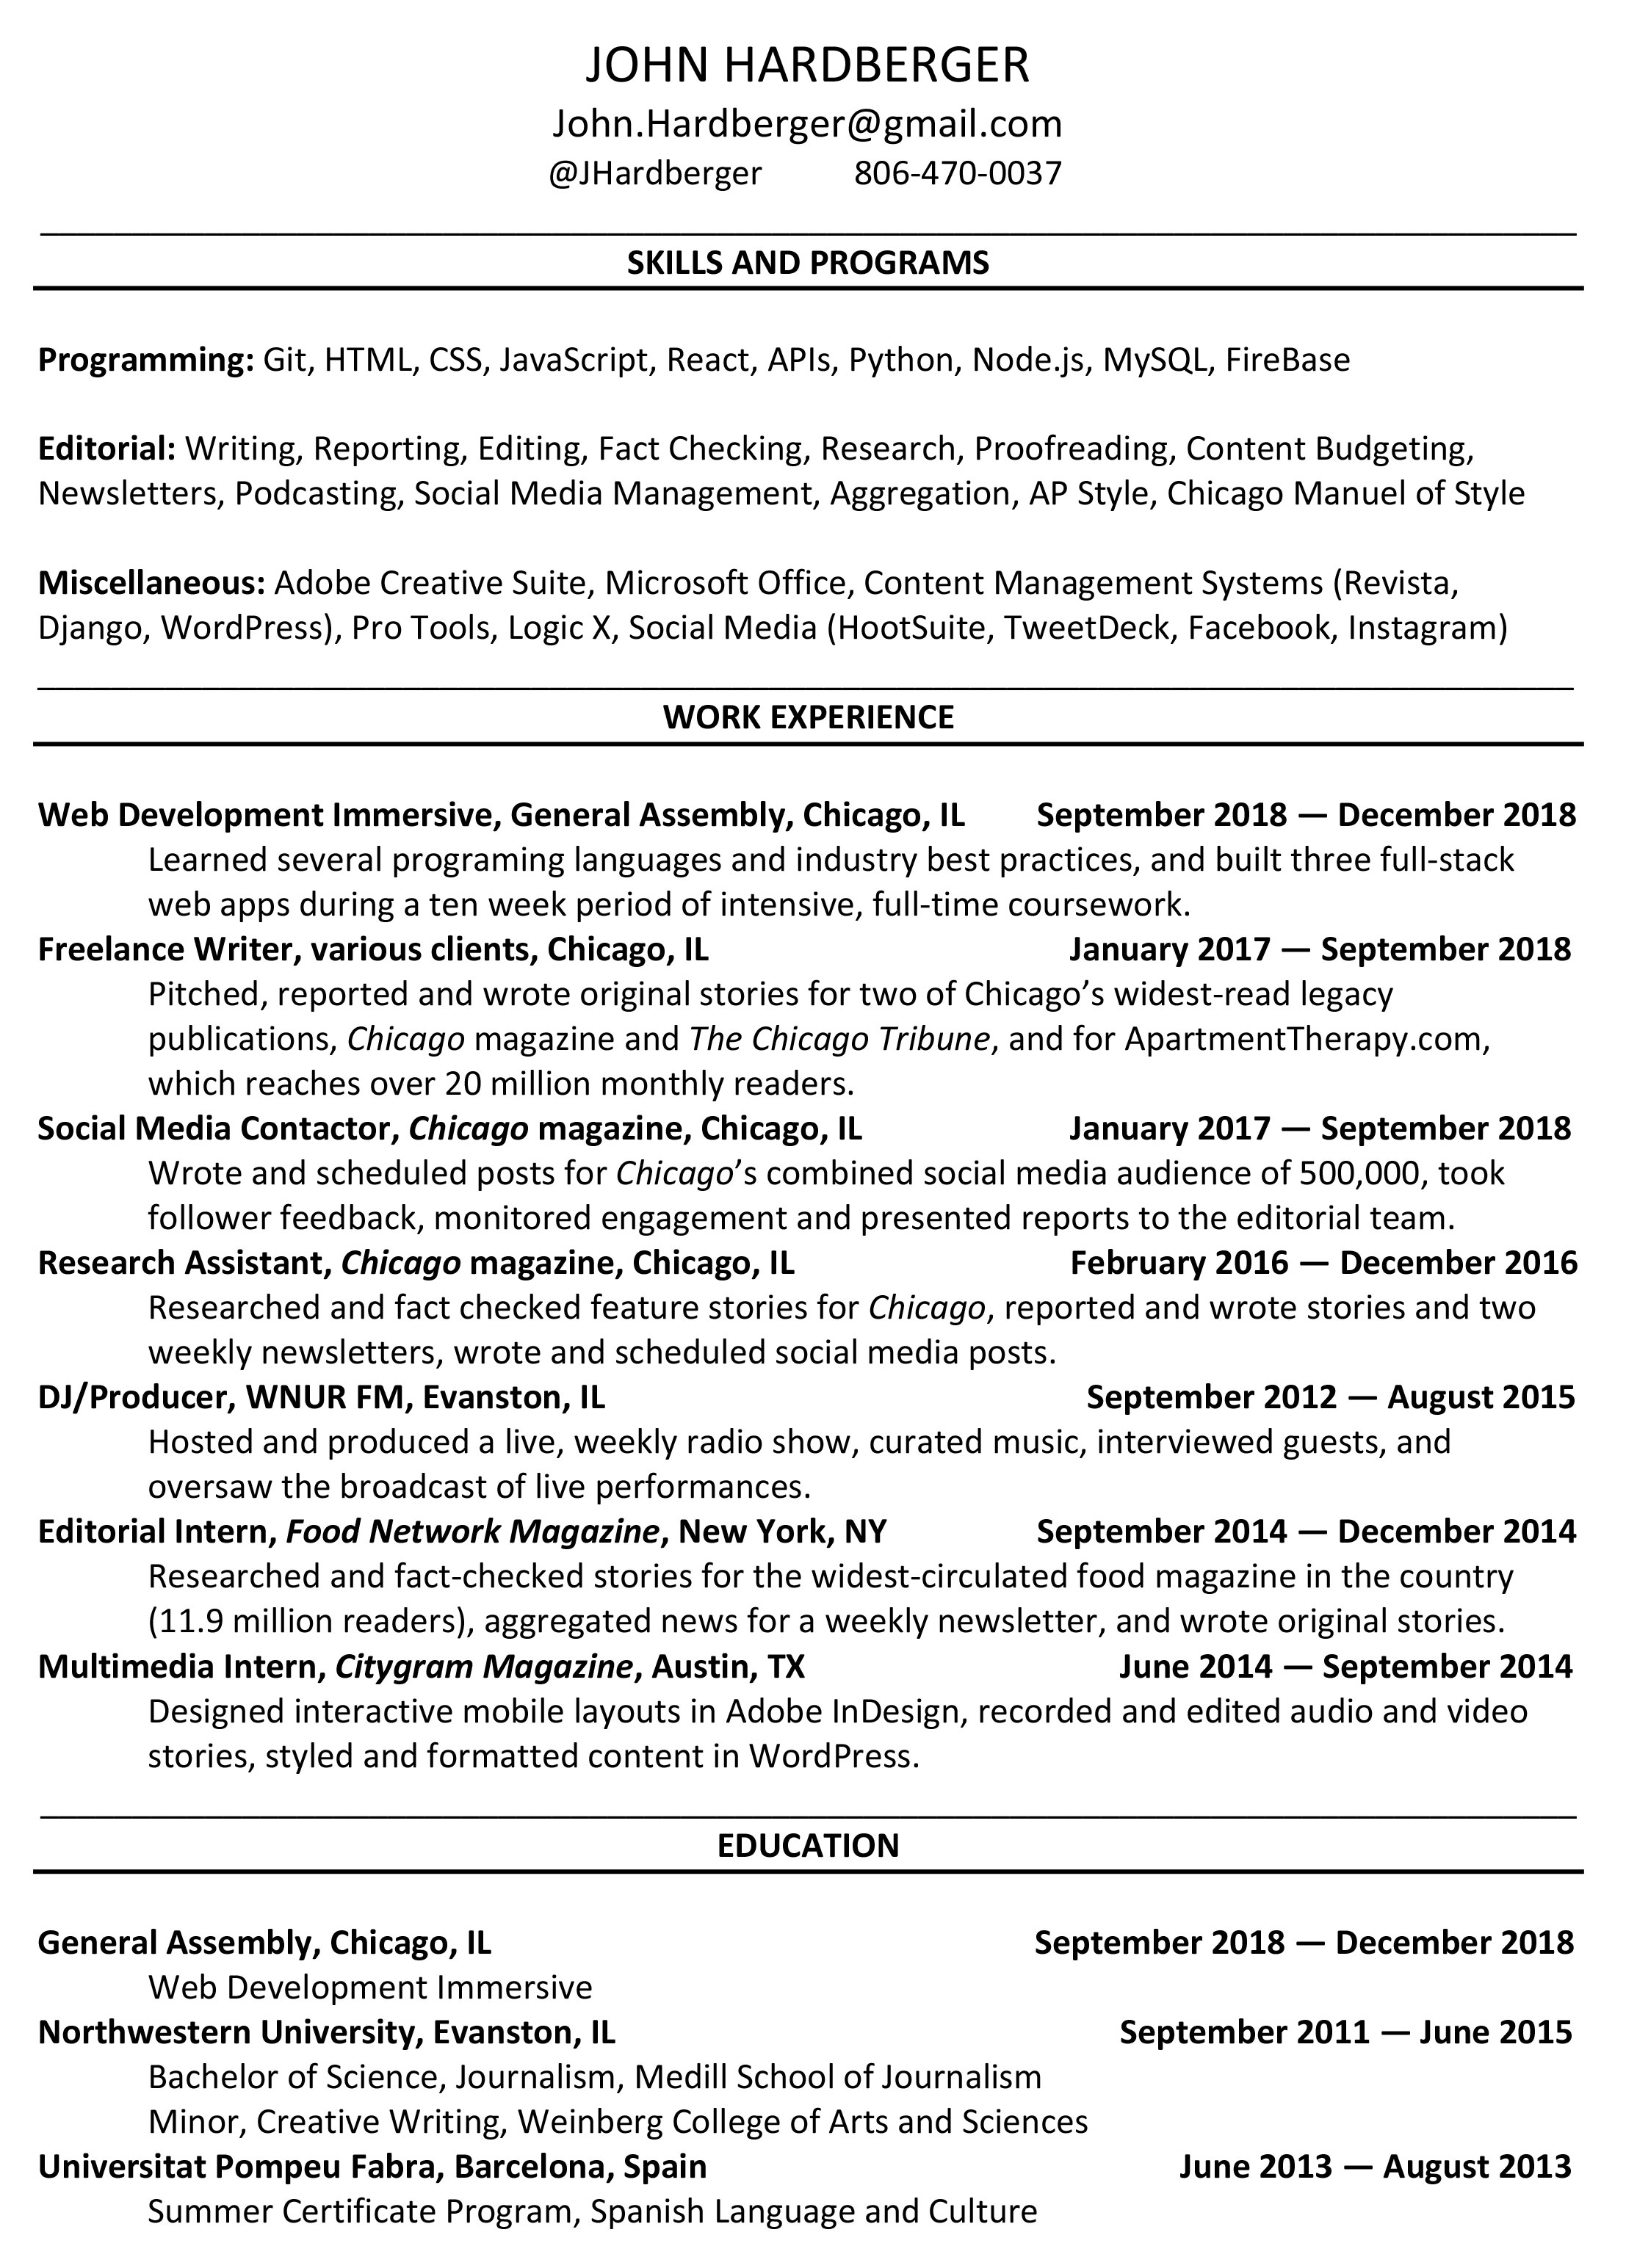 JOHN HARDBERGER
John.Hardberger@gmail.com
@JHardberger 806-470-0037
SKILLS AND PROGRAMS
Programming: Git, HTML, CSS, JavaScript, React, APIs, Python, Node.js, MySQL, FireBase
Editorial: Writing, Reporting, Editing, Fact Checking, Research, Proofreading, Content Budgeting,
Newsletters, Podcasting, Social Media Management, Aggregation, AP Style, Chicago Manuel of Style
Miscellaneous: Adobe Creative Suite, Microsoft Office, Content Management Systems (Revista,
Django, WordPress), Pro Tools, Logic X, Social Media (HootSuite, TweetDeck, Facebook, Instagram)
WORK EXPERIENCE
Web Development Immersive, General Assembly, Chicago, IL September 2018 — December 2018
Learned several programing languages and industry best practices, and built three full-stack
web apps during a ten week period of intensive, full-time coursework.
Freelance Writer, various clients, Chicago, IL January 2017 — September 2018
Pitched, reported and wrote original stories for two of Chicago’s widest-read legacy
publications, Chicago magazine and The Chicago Tribune, and for ApartmentTherapy.com,
which reaches over 20 million monthly readers.
Social Media Contactor, Chicago magazine, Chicago, IL January 2017 — September 2018
Wrote and scheduled posts for Chicago’s combined social media audience of 500,000, took
follower feedback, monitored engagement and presented reports to the editorial team.
Research Assistant, Chicago magazine, Chicago, IL February 2016 — December 2016
Researched and fact checked feature stories for Chicago, reported and wrote stories and two
weekly newsletters, wrote and scheduled social media posts.
DJ/Producer, WNUR FM, Evanston, IL September 2012 — August 2015
Hosted and produced a live, weekly radio show, curated music, interviewed guests, and
oversaw the broadcast of live performances.
Editorial Intern, Food Network Magazine, New York, NY September 2014 — December 2014
Researched and fact-checked stories for the widest-circulated food magazine in the country
(11.9 million readers), aggregated news for a weekly newsletter, and wrote original stories.
Multimedia Intern, Citygram Magazine, Austin, TX June 2014 — September 2014
Designed interactive mobile layouts in Adobe InDesign, recorded and edited audio and video
stories, styled and formatted content in WordPress.
EDUCATION
General Assembly, Chicago, IL September 2018 — December 2018
Web Development Immersive
Northwestern University, Evanston, IL September 2011 — June 2015
Bachelor of Science, Journalism, Medill School of Journalism
Minor, Creative Writing, Weinberg College of Arts and Sciences
Universitat Pompeu Fabra, Barcelona, Spain June 2013 — August 2013
Summer Certificate Program, Spanish Language and Culture